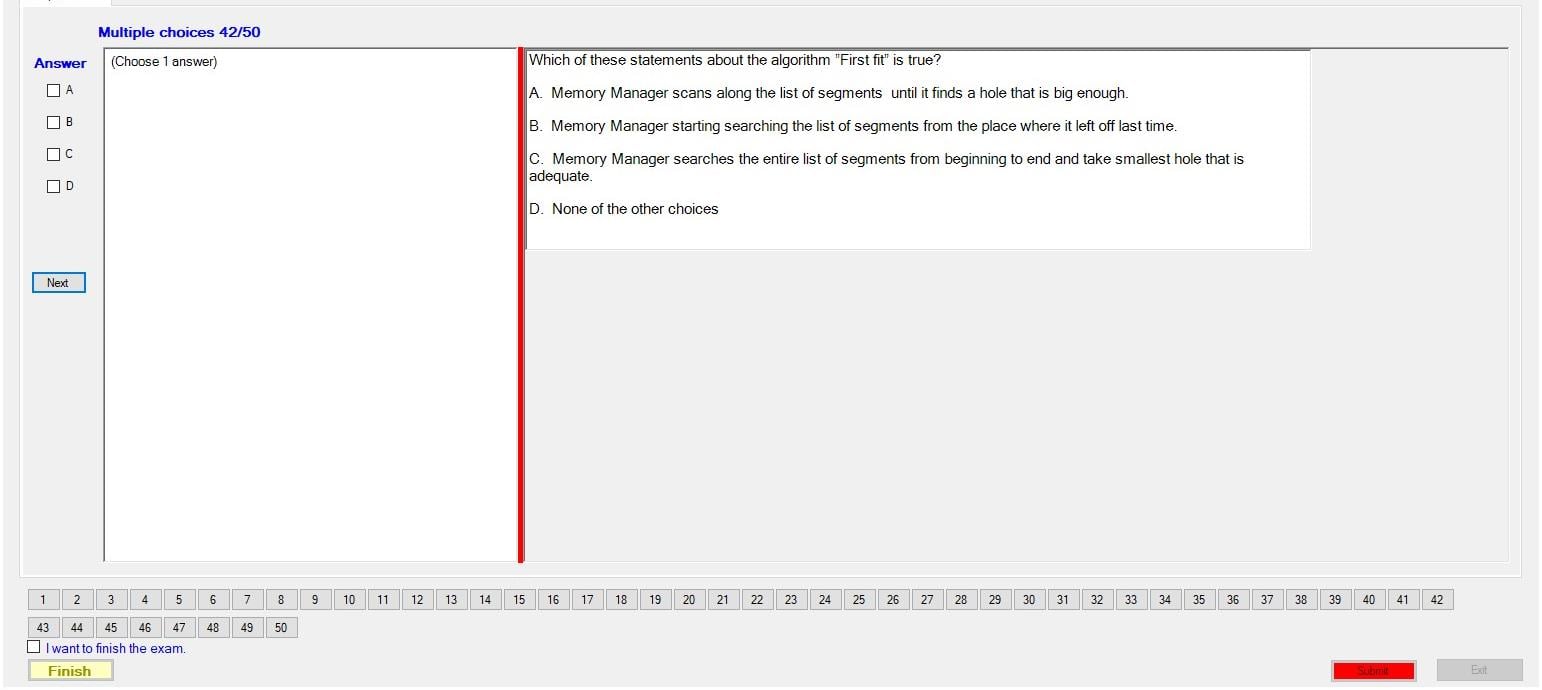 Multiple choices 42/50
Answer
(Choose 1 answer)
A
B
C
D
Next
Which of these statements about the algorithm "First fit" is true?
A. Memory Manager scans along the list of segments until it finds a hole that is big enough.
B. Memory Manager starting searching the list of segments from the place where it left off last time.
C. Memory Manager searches the entire list of segments from beginning to end and take smallest hole that is
adequate.
D. None of the other choices
1 2 3 4 5 6 7 8 9 10 11 12 13 14 15 16 17 18 19 20 21 22 23 24 25 26 27 28 29 30 31 32 33 34 35 36 37 38 39 40 41 42
43 44 45 46 47 48 49 50
I want to finish the exam.
Finish
Submit
Exit